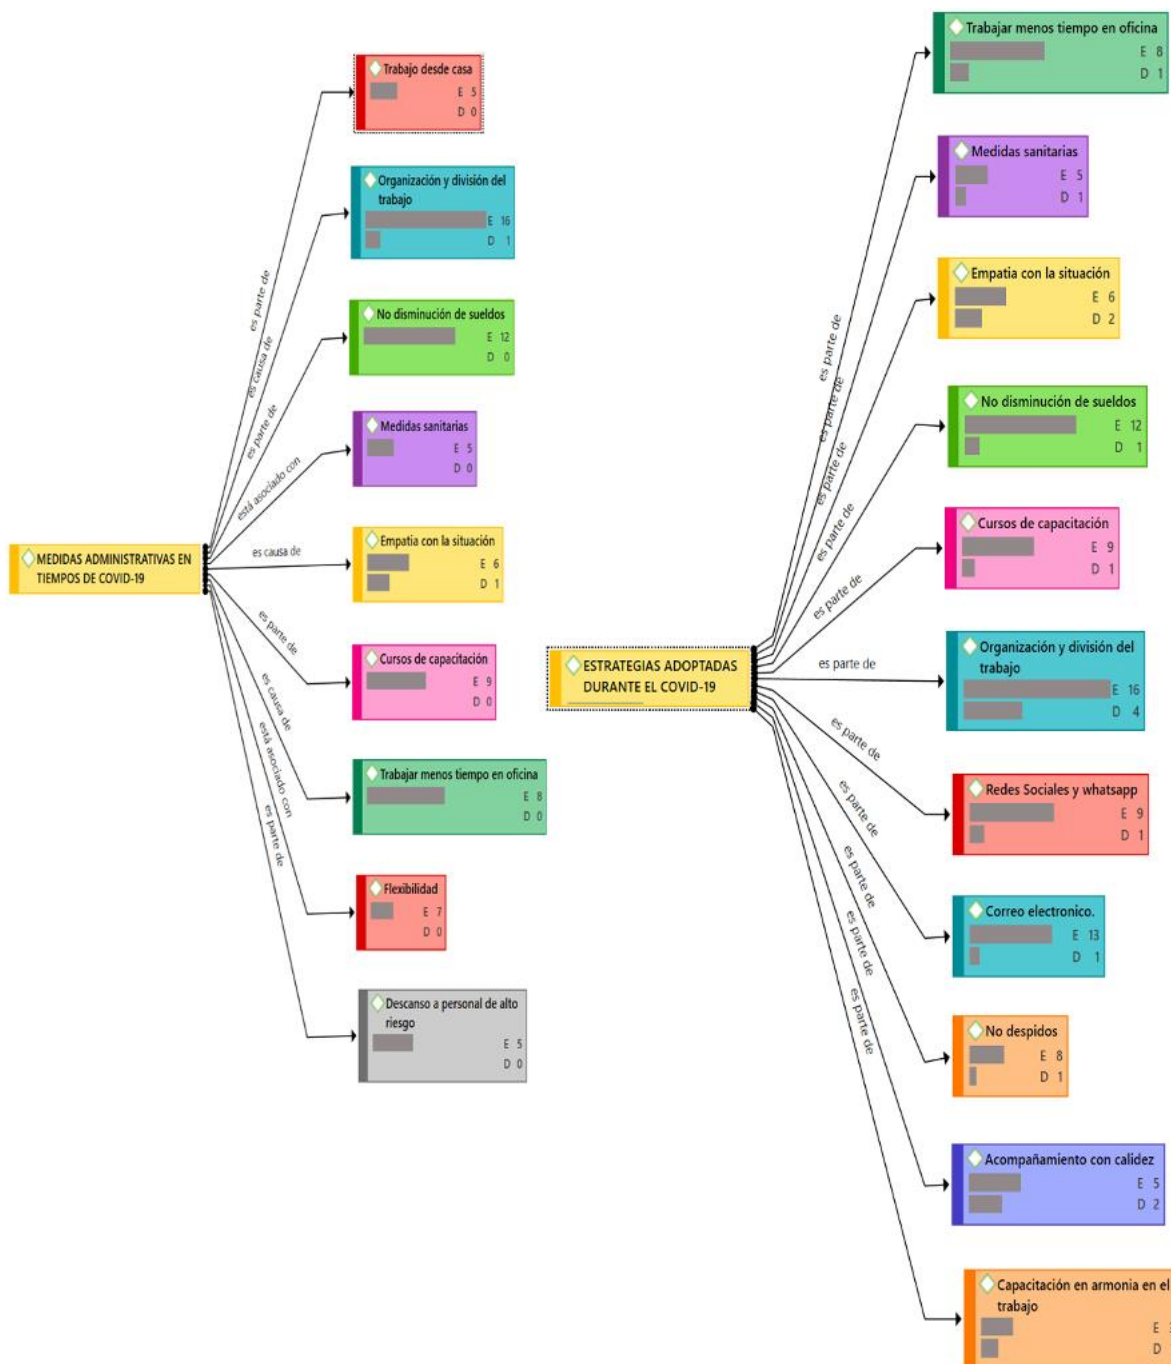 MEDIDAS ADMINISTRATIVAS EN
TIEMPOS DE COVID-19
es parte de
Trabajo desde casa
E 5
D 0
es causa de
Organización y división del
trabajo
E 16
D 1
es parte de
No disminución de sueldos
E 12
D 0
está asociado con
Medidas sanitarias
E 5
D 0
es causa de
Empatia con la situación
E 6
D 1
es parte de
Cursos de capacitación
E 9
D 0
es causa de
Trabajar menos tiempo en oficina
E 8
D 0
está asociado con
Flexibilidad
E 7
D 0
es parte de
Descanso a personal de alto
riesgo
E 5
D 0
ESTRATEGIAS ADOPTADAS
DURANTE EL COVID-19
es parte de
Trabajar menos tiempo en oficina
E 8
D 1
es parte de
Medidas sanitarias
E 5
D 1
es parte de
Empatia con la situación
E 6
D 2
es parte de
No disminución de sueldos
E 12
D 1
es parte de
Cursos de capacitación
E 9
D 1
es parte de
Organización y división del
trabajo
E 16
D 4
es parte de
Redes Sociales y whatsapp
E 9
D 1
es parte de
Correo electronico.
E 13
D 1
es parte de
No despidos
E 8
D 1
es parte de
Acompañamiento con calidez
E 5
D 2
es parte de
Capacitación en armonia en el
trabajo
E
D